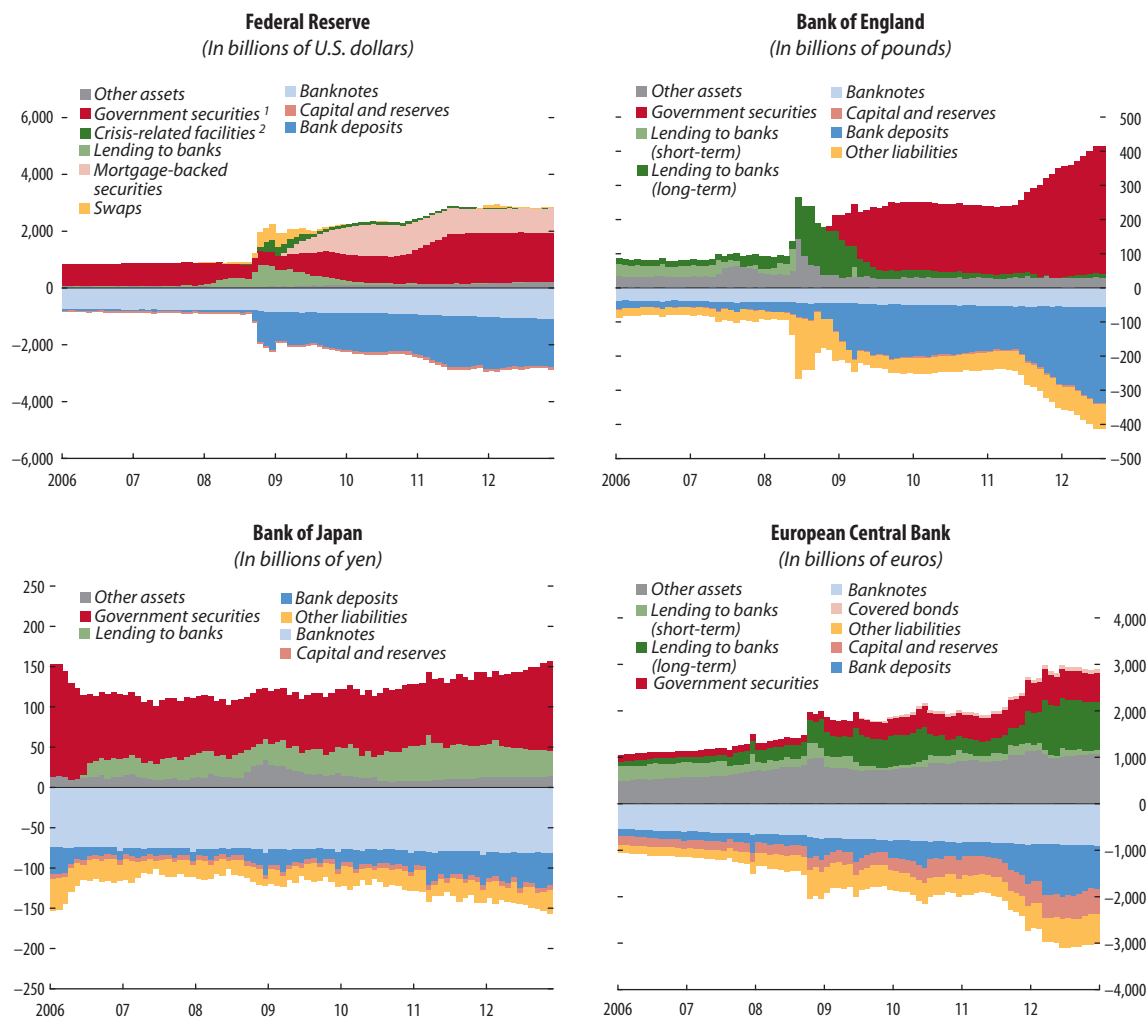 Federal Reserve
(In billions of U.S. dollars)
Other assets
Government securities 1
Crisis-related facilities 2
Lending to banks
Mortgage-backed
securities
Swaps
Banknotes
Capital and reserves
Bank deposits
6,000
4,000
2,000
0
–2,000
–4,000
–6,000
2006 07 08 09 10 11 12
Bank of England
(In billions of pounds)
Other assets
Government securities
Lending to banks
(short-term)
Lending to banks
(long-term)
Banknotes
Capital and reserves
Bank deposits
Other liabilities
500
400
300
200
100
0
–100
–200
–300
–400
–500
2006 07 08 09 10 11 12
Bank of Japan
(In billions of yen)
Other assets
Government securities
Lending to banks
Bank deposits
Other liabilities
Banknotes
Capital and reserves
250
200
150
100
50
0
–50
–100
–150
–200
–250
2006 07 08 09 10 11 12
European Central Bank
(In billions of euros)
Other assets
Lending to banks
(short-term)
Lending to banks
(long-term)
Government securities
Banknotes
Covered bonds
Other liabilities
Capital and reserves
Bank deposits
4,000
3,000
2,000
1,000
0
–1,000
–2,000
–3,000
–4,000
2006 07 08 09 10 11 12